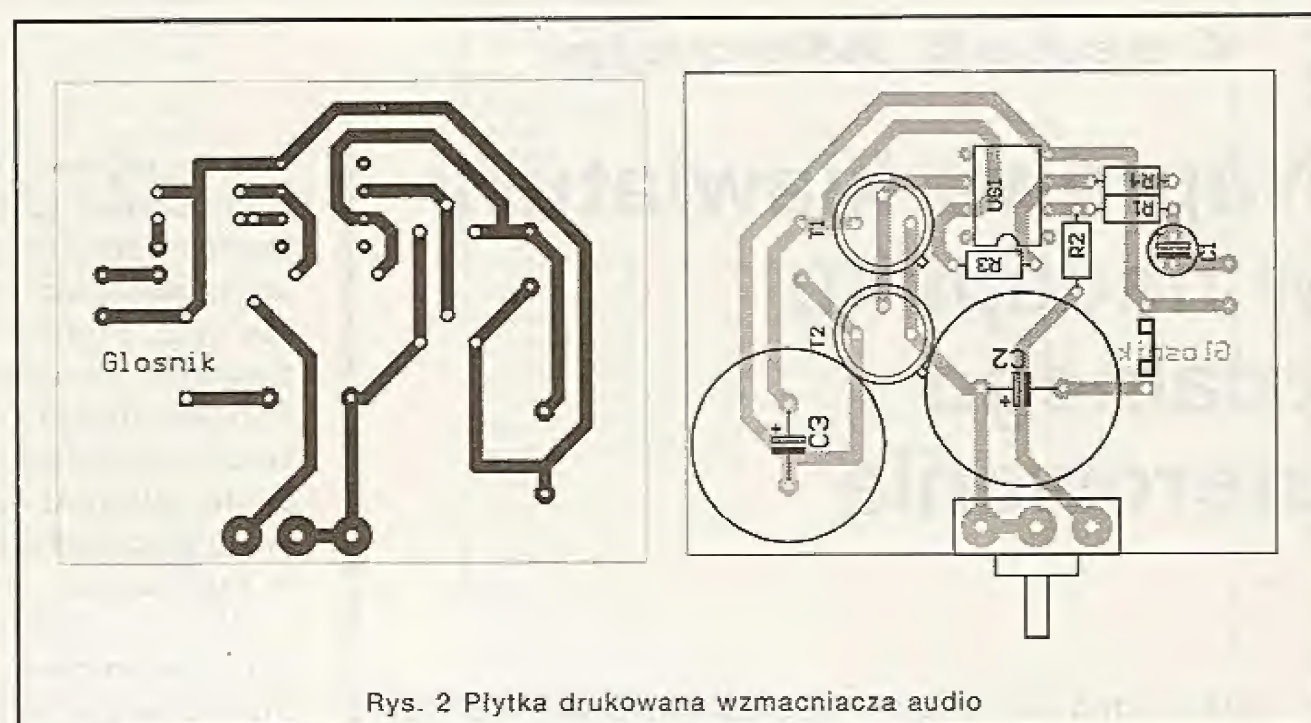 Glosnik
T1
US1
R4
R1
R3
R2
C1
T2
C2
+
Glosnik
+
C3
Rys. 2 Płytka drukowana wzmacniacza audio